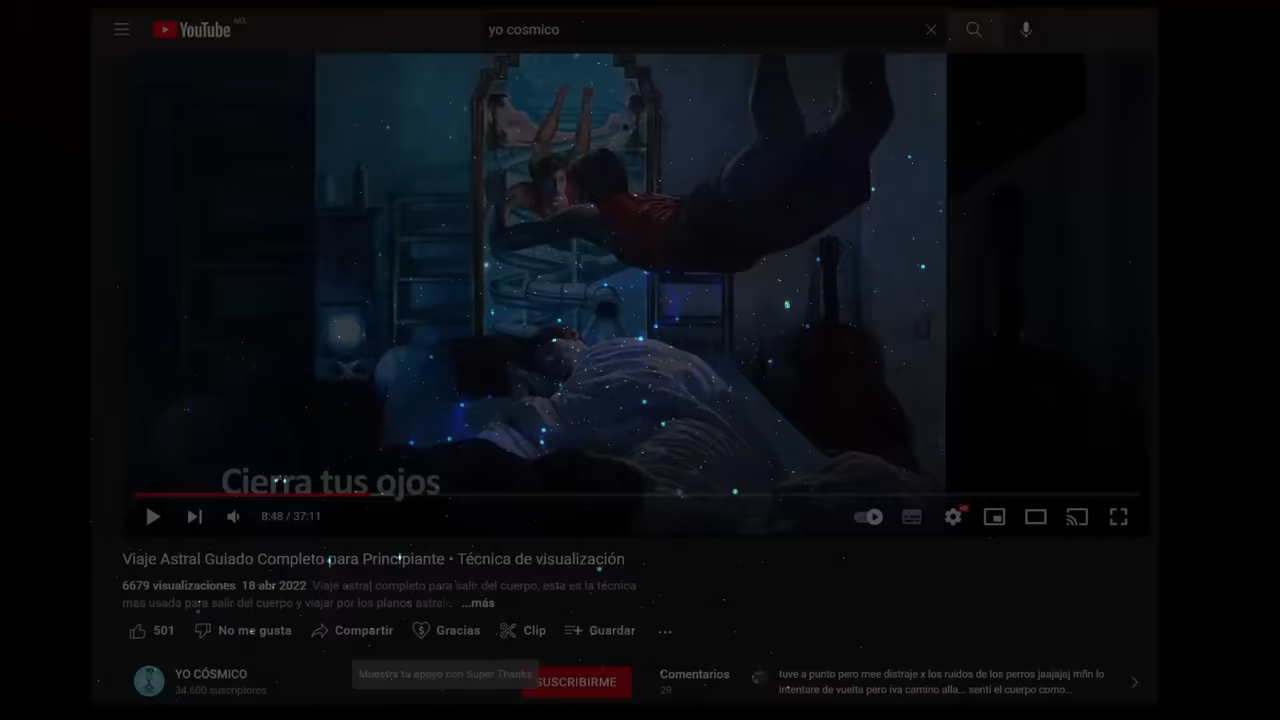 YouTube MX
yo cosmico
Cierra tus ojos
8:48 / 37:11
HD
Viaje Astral Guiado Completo para Principiante • Técnica de visualización
6679 visualizaciones 18 abr 2022 Viaje astral completo para salir del cuerpo, esta es la técnica
mas usada para salir del cuerpo y viajar por los planos astrale ...más
501 No me gusta Compartir Gracias Clip Guardar ...
YO CÓSMICO
34.600 suscriptores
Muestra tu apoyo con Super Thanks
SUSCRIBIRME
Comentarios
29
tuve a punto pero mee distraje x los ruidos de los perros jaajajaj mñn lo
intentare de vuelta pero iva camino alla... sentí el cuerpo como...